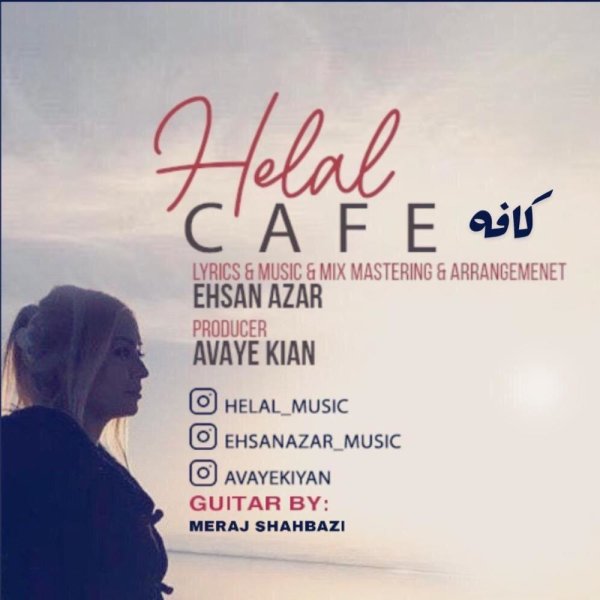 Helal
CAFE کافه
LYRICS & MUSIC & MIX MASTERING & ARRANGEMENET
EHSAN AZAR
PRODUCER
AVAYE KIAN
HELAL_MUSIC
EHSANAZAR_MUSIC
AVAYEKIYAN
GUITAR BY:
MERAJ SHAHBAZI